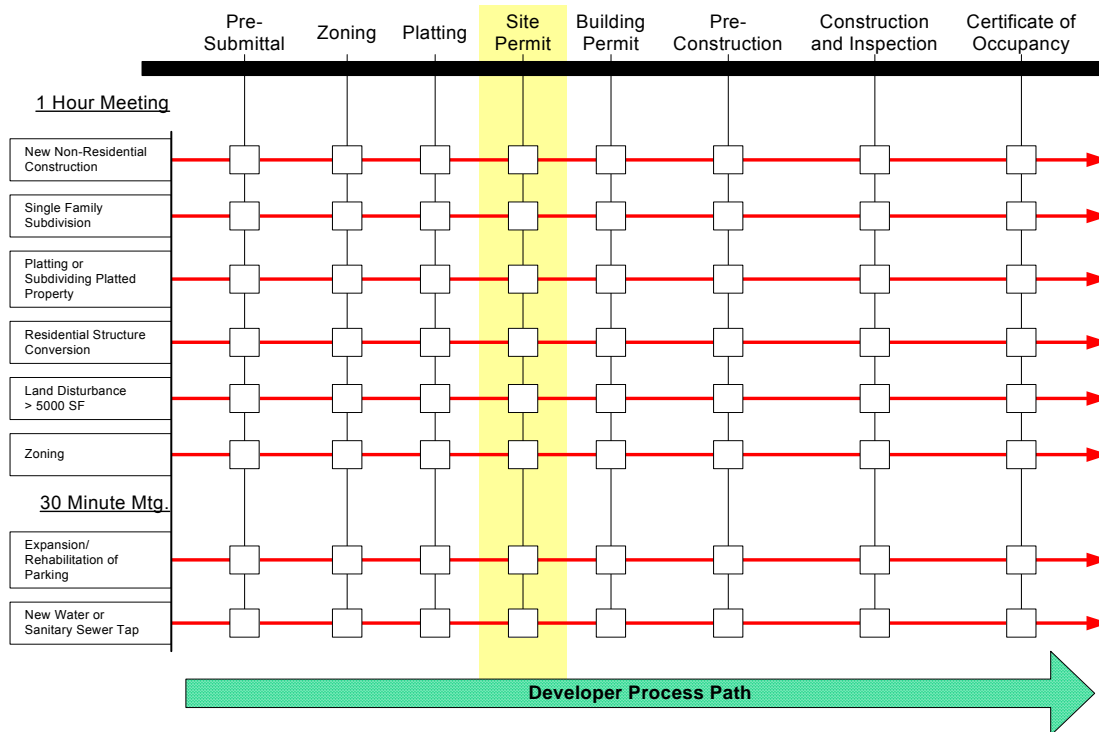 Pre-
Submittal
Zoning
Platting
Site
Permit
Building
Permit
Pre-
Construction
Construction
and Inspection
Certificate of
Occupancy
1 Hour Meeting
New Non-Residential
Construction
Single Family
Subdivision
Platting or
Subdividing Platted
Property
Residential Structure
Conversion
Land Disturbance
> 5000 SF
Zoning
30 Minute Mtg.
Expansion/
Rehabilitation of
Parking
New Water or
Sanitary Sewer Tap
Developer Process Path